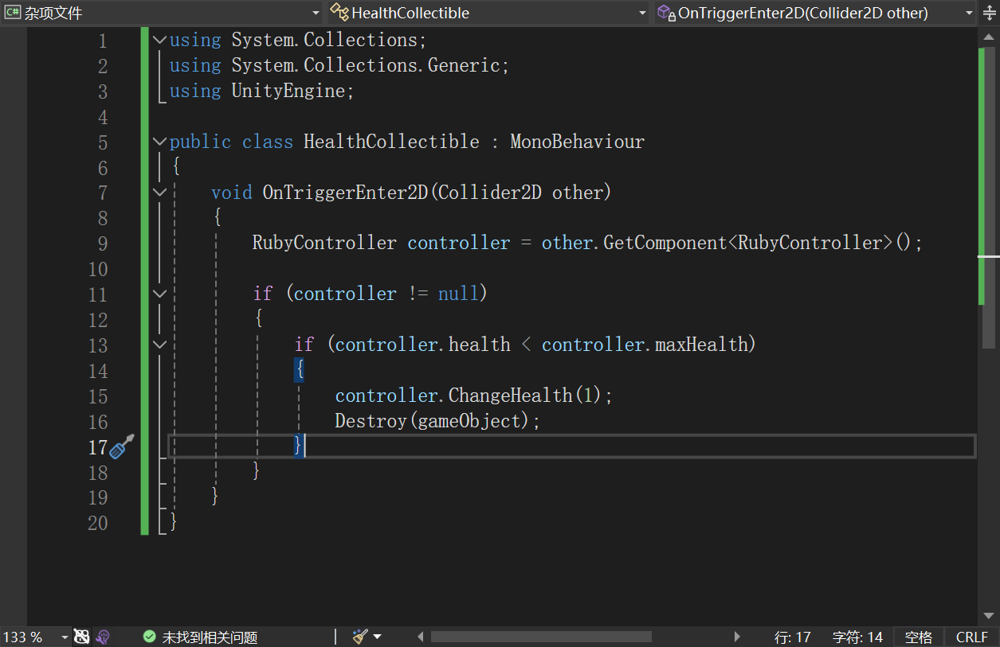 C# 杂项文件 HealthCollectible OnTriggerEnter2D(Collider2D other)
1 using System.Collections;
2 using System.Collections.Generic;
3 using UnityEngine;
4
5 public class HealthCollectible : MonoBehaviour
6 {
7 void OnTriggerEnter2D(Collider2D other)
8 {
9 RubyController controller = other.GetComponent<RubyController>();
10
11 if (controller != null)
12 {
13 if (controller.health < controller.maxHealth)
14 {
15 controller.ChangeHealth(1);
16 Destroy(gameObject);
17 }
18 }
19 }
20 }
133 % 未找到相关问题 行: 17 字符: 14 空格 CRLF